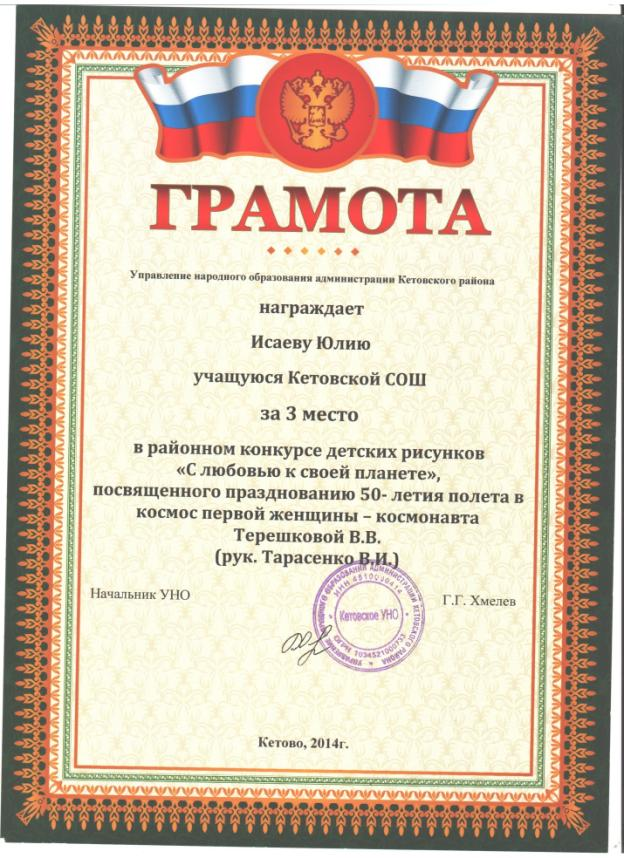 ГРАМОТА
Управление народного образования администрации Кетовского района
награждает
Исаеву Юлию
учащуюся Кетовской СОШ
за 3 место
в районном конкурсе детских рисунков
«С любовью к своей планете»,
посвященного празднованию 50- летия полета в
космос первой женщины – космонавта
Терешковой В.В.
(рук. Тарасенко В.И.)
Начальник УНО
Г.Г. Хмелев
Кетовское УНО
Кетово, 2014г.